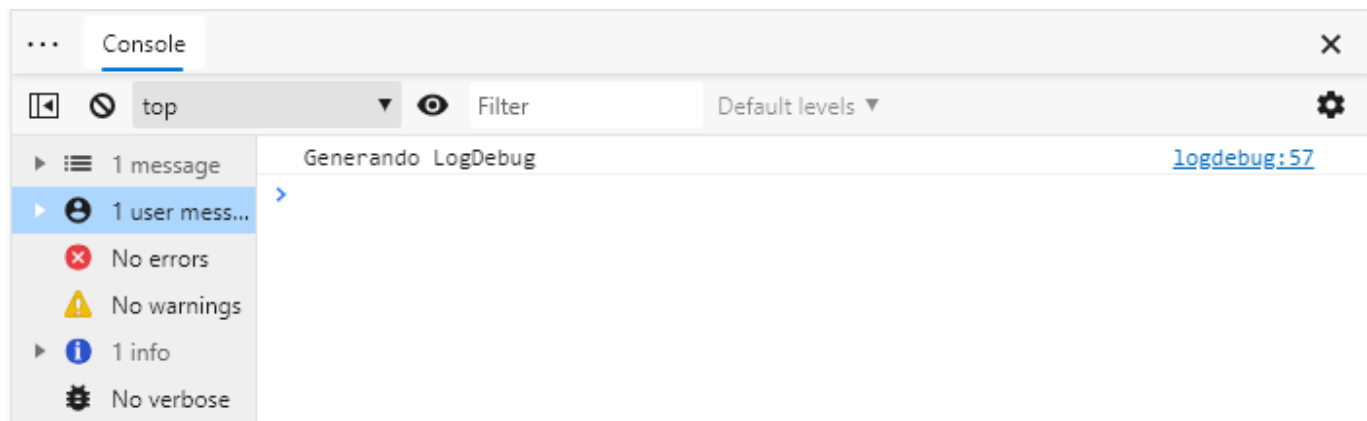 ··· Console
top Filter Default levels
1 message
Generando LogDebug logdebug:57
1 user mess...
No errors
No warnings
1 info
No verbose